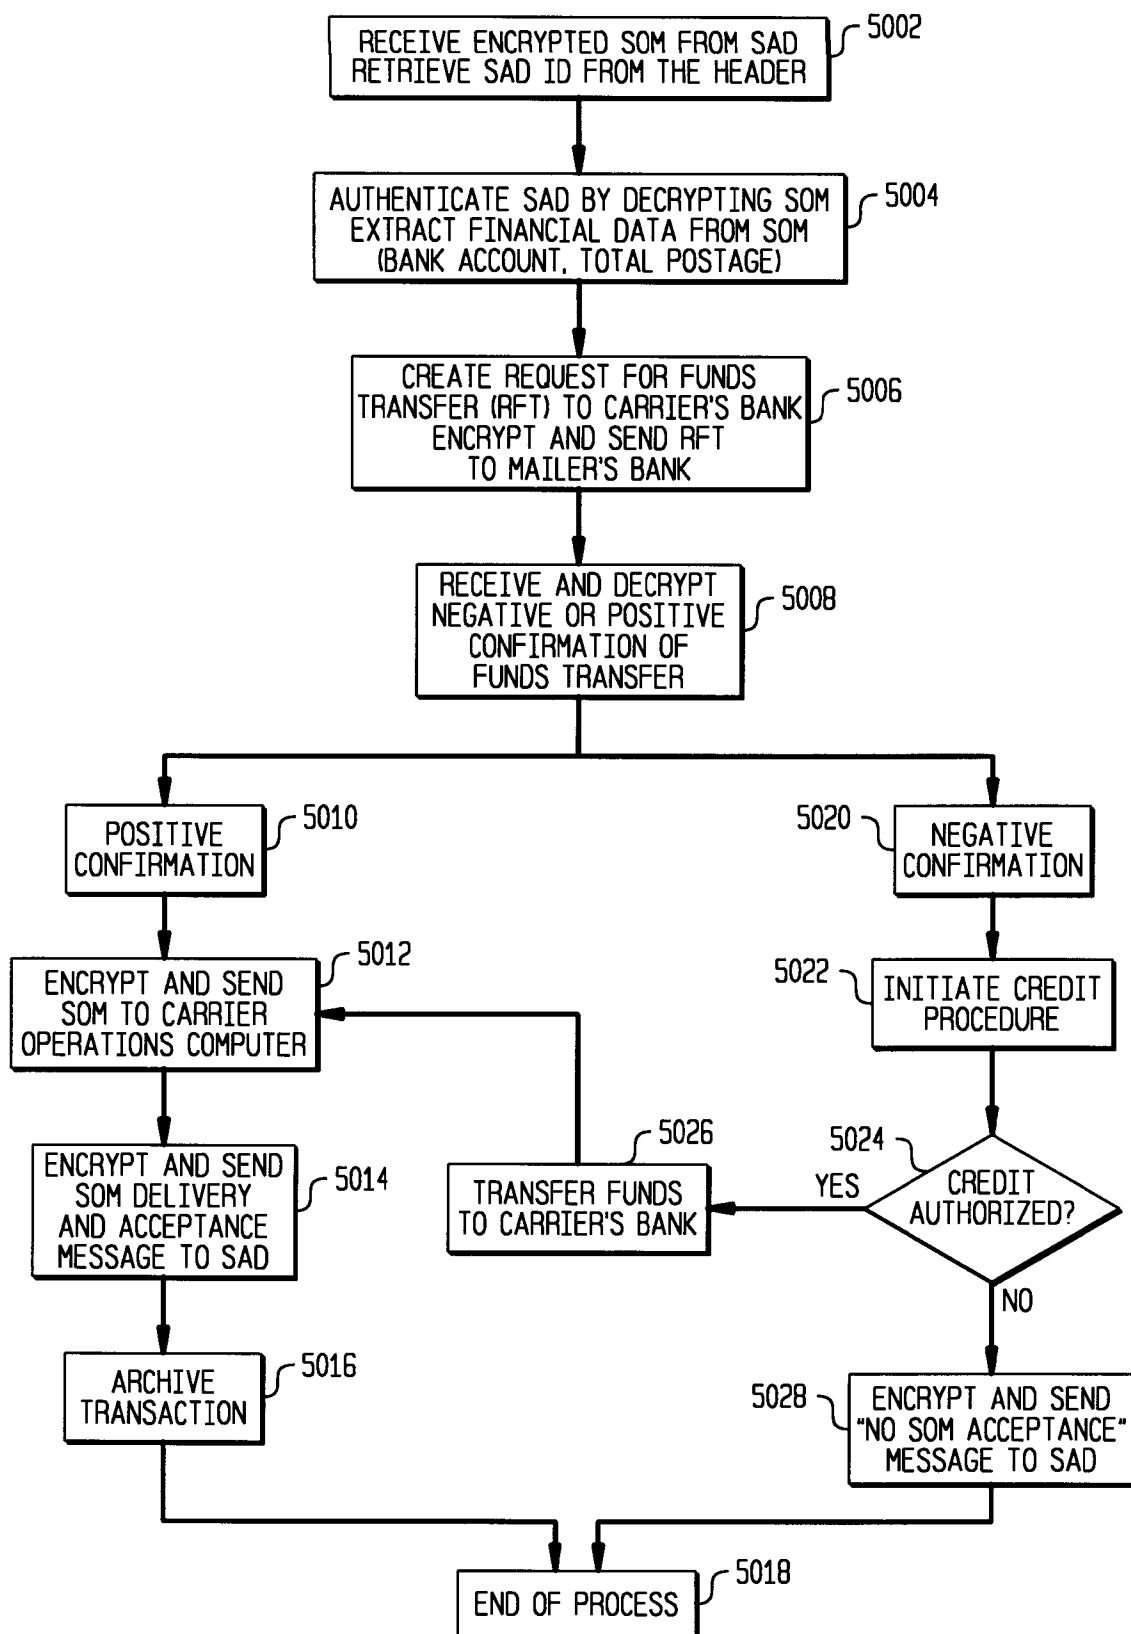 RECEIVE ENCRYPTED SOM FROM SAD
RETRIEVE SAD ID FROM THE HEADER
5002
AUTHENTICATE SAD BY DECRYPTING SOM
EXTRACT FINANCIAL DATA FROM SOM
(BANK ACCOUNT, TOTAL POSTAGE)
5004
CREATE REQUEST FOR FUNDS
TRANSFER (RFT) TO CARRIER'S BANK
ENCRYPT AND SEND RFT
TO MAILER'S BANK
5006
RECEIVE AND DECRYPT
NEGATIVE OR POSITIVE
CONFIRMATION OF
FUNDS TRANSFER
5008
POSITIVE
CONFIRMATION
5010
5020
NEGATIVE
CONFIRMATION
ENCRYPT AND SEND
SOM TO CARRIER
OPERATIONS COMPUTER
5012
5022
INITIATE CREDIT
PROCEDURE
ENCRYPT AND SEND
SOM DELIVERY
AND ACCEPTANCE
MESSAGE TO SAD
5014
5026
TRANSFER FUNDS
TO CARRIER'S BANK
YES
5024
CREDIT
AUTHORIZED?
NO
ARCHIVE
TRANSACTION
5016
5028
ENCRYPT AND SEND
"NO SOM ACCEPTANCE"
MESSAGE TO SAD
END OF PROCESS
5018